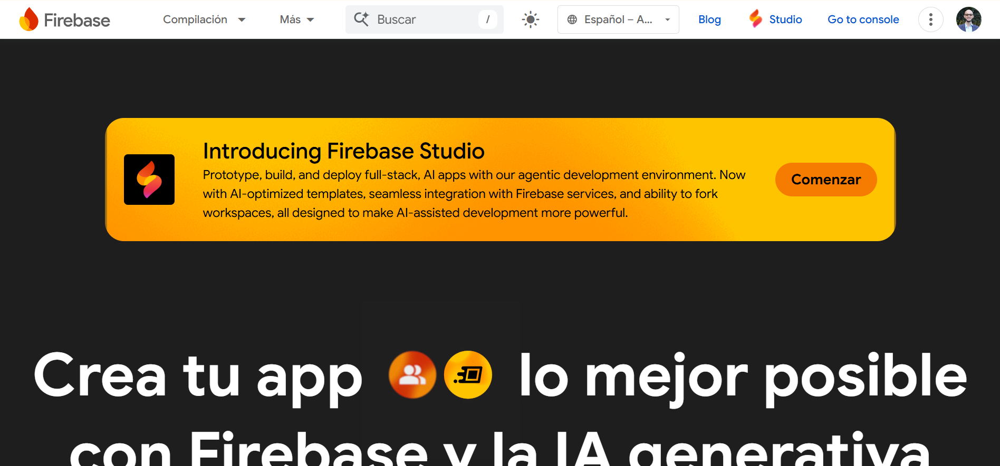 Firebase
Compilación
Más
Buscar
/
Español – A...
Blog
Studio
Go to console
Introducing Firebase Studio
Prototype, build, and deploy full-stack, AI apps with our agentic development environment. Now
with AI-optimized templates, seamless integration with Firebase services, and ability to fork
workspaces, all designed to make AI-assisted development more powerful.
Comenzar
Crea tu app lo mejor posible
con Firebase y la IA generativa